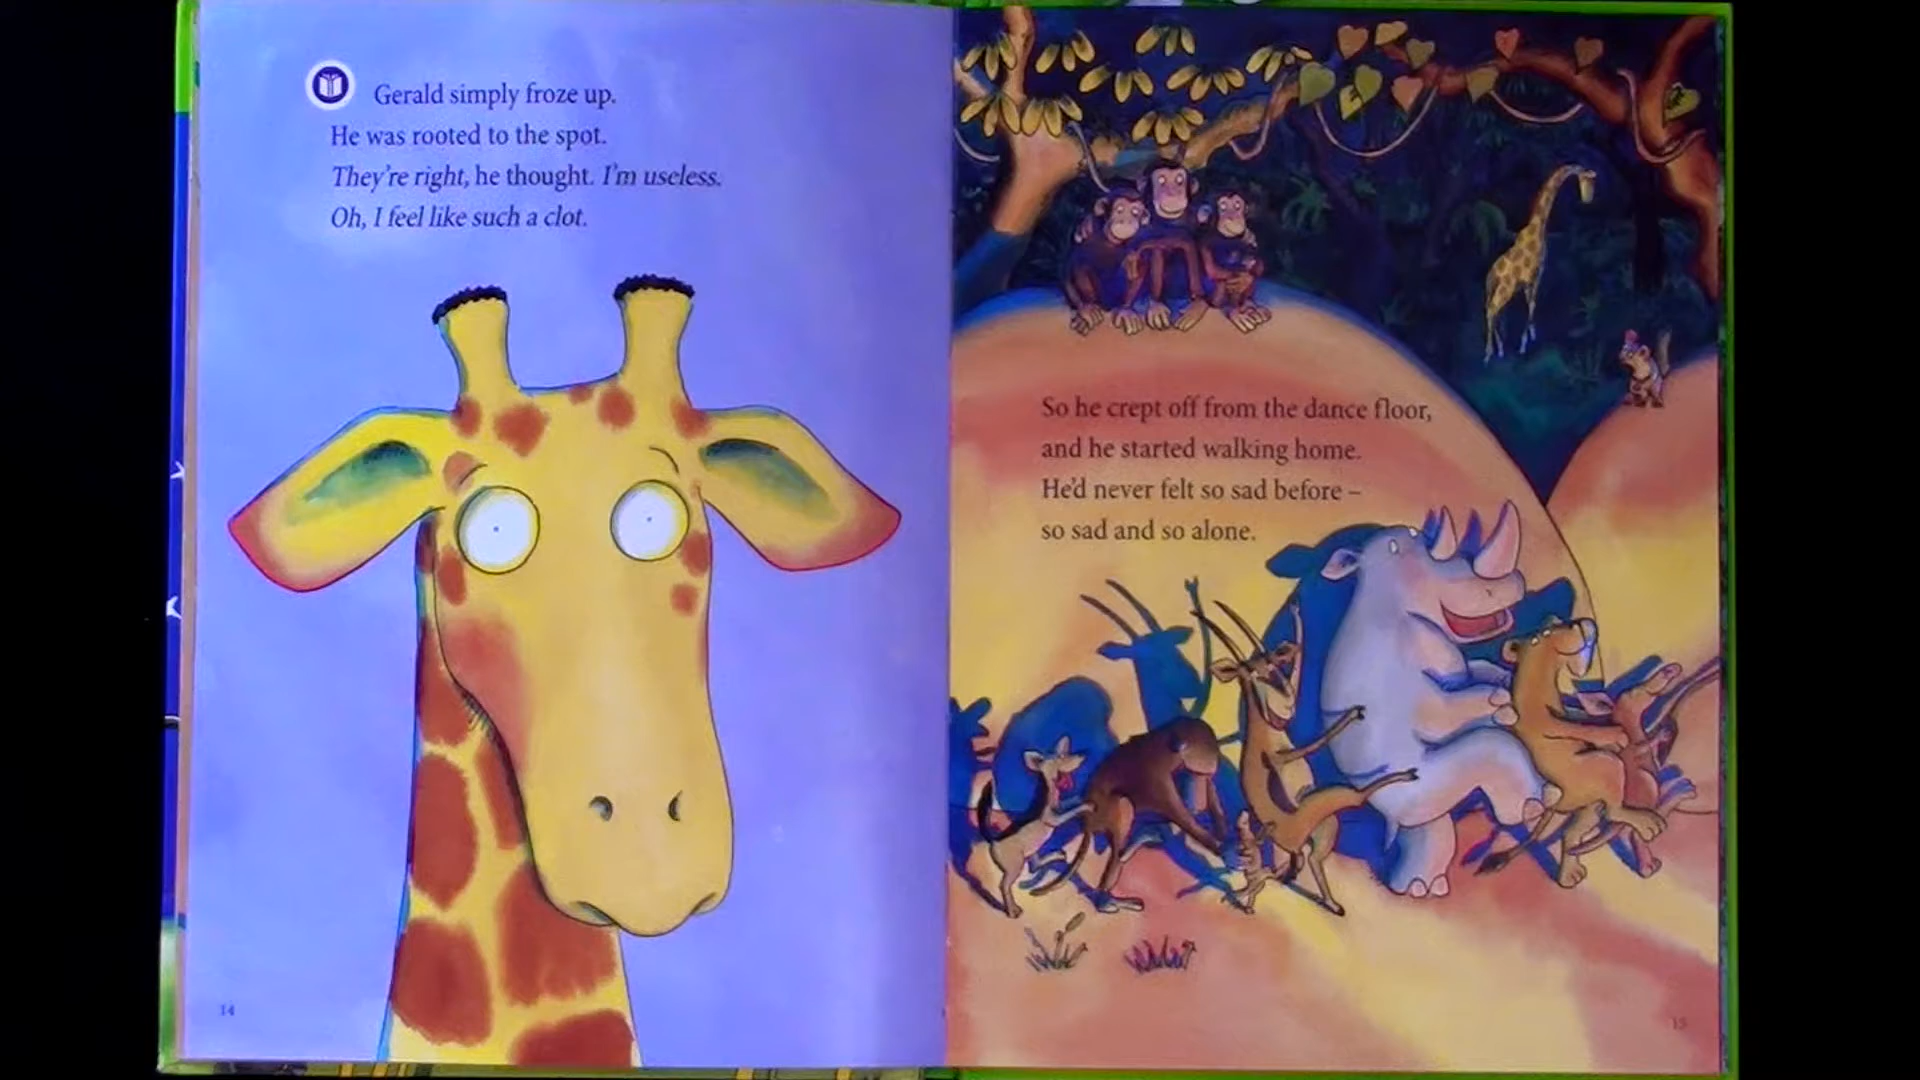 Gerald simply froze up.
He was rooted to the spot.
They're right, he thought. I'm useless.
Oh, I feel like such a clot.
So he crept off from the dance floor,
and he started walking home.
He'd never felt so sad before –
so sad and so alone.
14
15